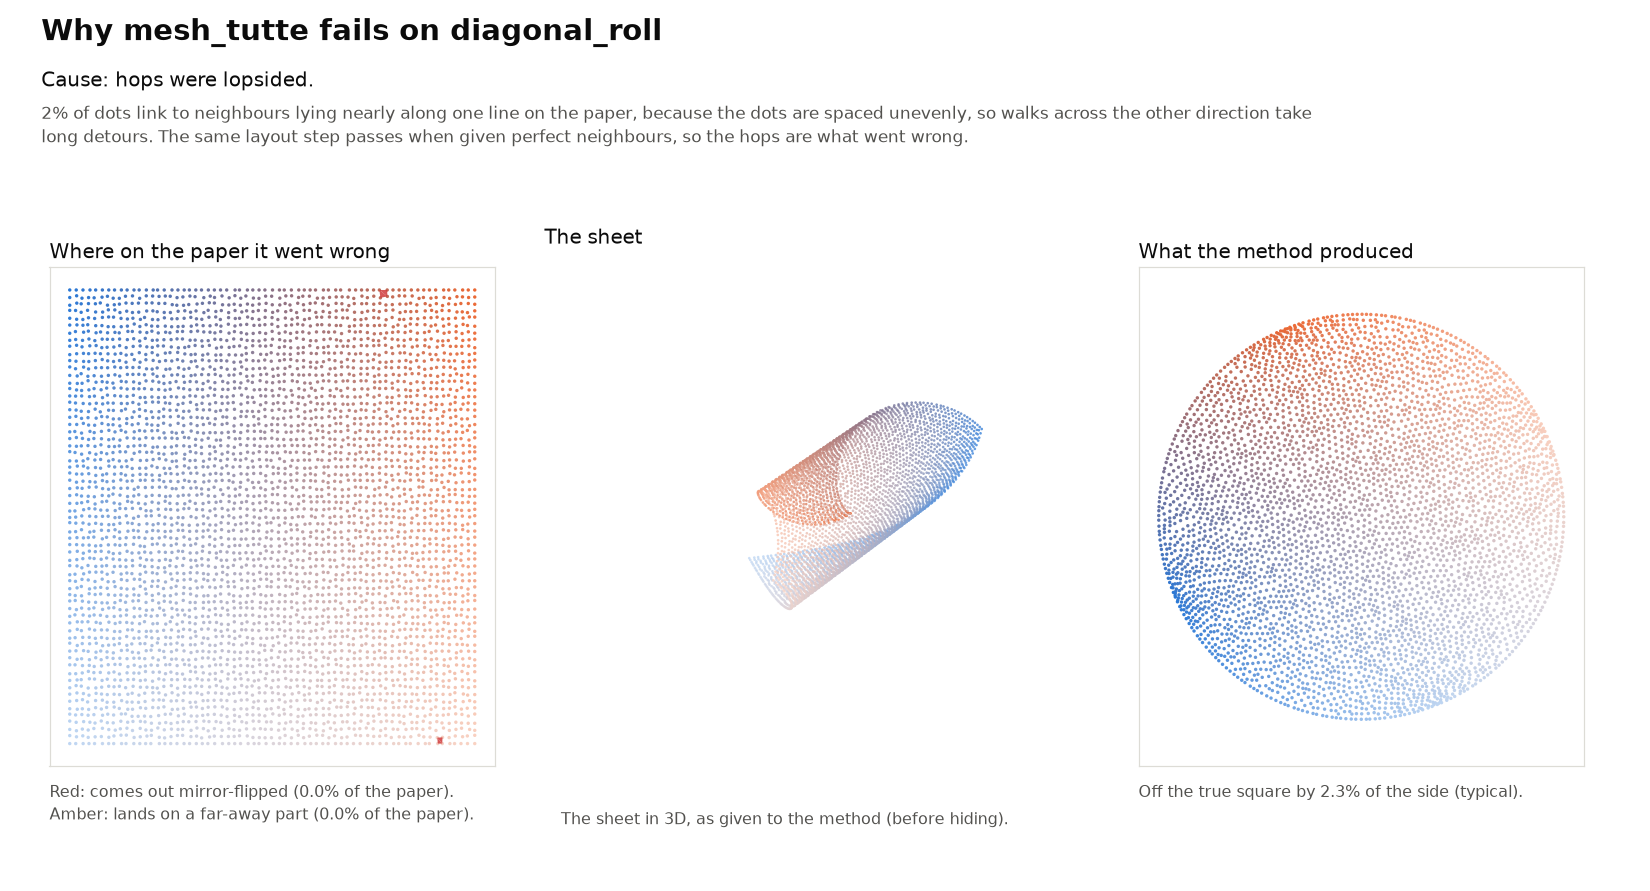 Why mesh_tutte fails on diagonal_roll
Cause: hops were lopsided.
2% of dots link to neighbours lying nearly along one line on the paper, because the dots are spaced unevenly, so walks across the other direction take
long detours. The same layout step passes when given perfect neighbours, so the hops are what went wrong.
Where on the paper it went wrong
The sheet
What the method produced
Red: comes out mirror-flipped (0.0% of the paper).
Amber: lands on a far-away part (0.0% of the paper).
The sheet in 3D, as given to the method (before hiding).
Off the true square by 2.3% of the side (typical).